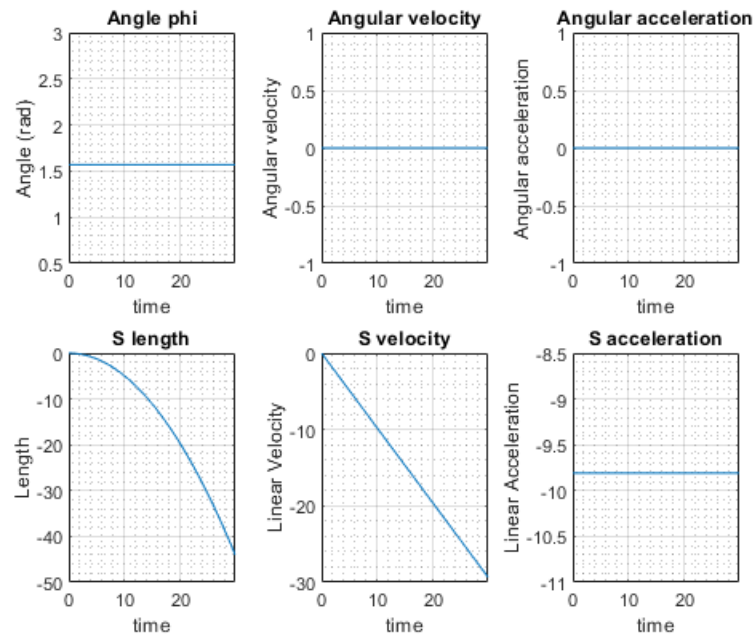 Angle phi
3
2.5
2
1.5
1
0.5
0 10 20
time
Angle (rad)
Angular velocity
1
0.5
0
-0.5
-1
0 10 20
time
Angular velocity
Angular acceleration
1
0.5
0
-0.5
-1
0 10 20
time
Angular acceleration
S length
0
-10
-20
-30
-40
-50
0 10 20
time
Length
S velocity
0
-10
-20
-30
0 10 20
time
Linear Velocity
S acceleration
-8.5
-9
-9.5
-10
-10.5
-11
0 10 20
time
Linear Acceleration